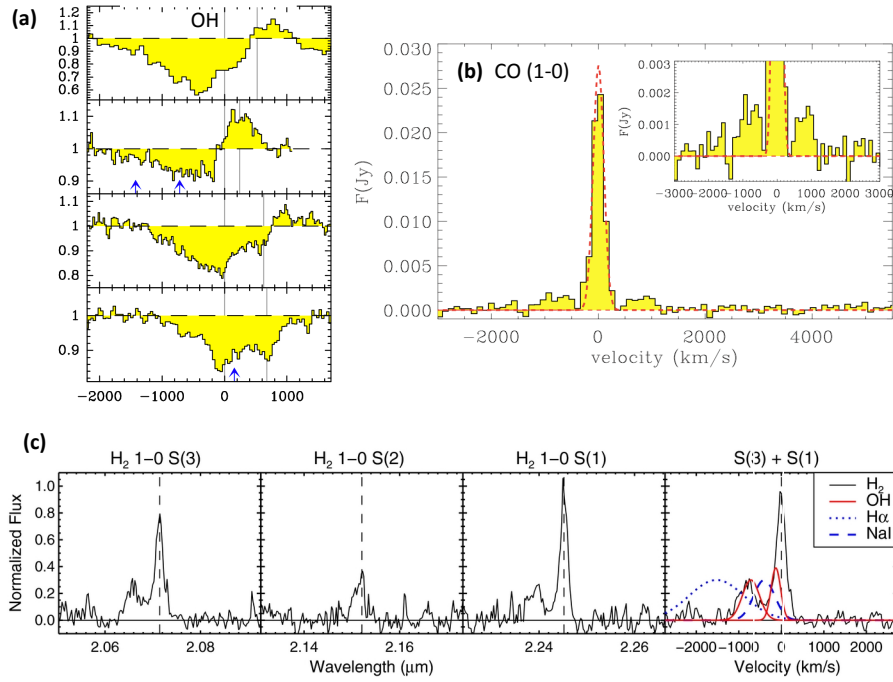 (a)
OH
1.2
1.1
1
0.9
0.8
0.7
0.6
1.1
1
0.9
1.1
1
0.9
0.8
1
0.9
−2000 −1000 0 1000
(b) CO (1-0)
0.030
0.025
0.020
0.015
0.010
0.005
0.000
F(Jy)
−2000 0 2000 4000
velocity (km/s)
0.003
0.002
0.001
0.000
F(Jy)
−3000 −2000 −1000 0 1000 2000 3000
velocity (km/s)
(c)
H₂ 1−0 S(3) H₂ 1−0 S(2) H₂ 1−0 S(1) S(3) + S(1)
H₂
OH
Hα
NaI
1.0
0.8
0.6
0.4
0.2
0.0
Normalized Flux
2.06 2.08 2.14 2.16 2.24 2.26 −2000 −1000 0 1000 2000
Wavelength (μm) Velocity (km/s)